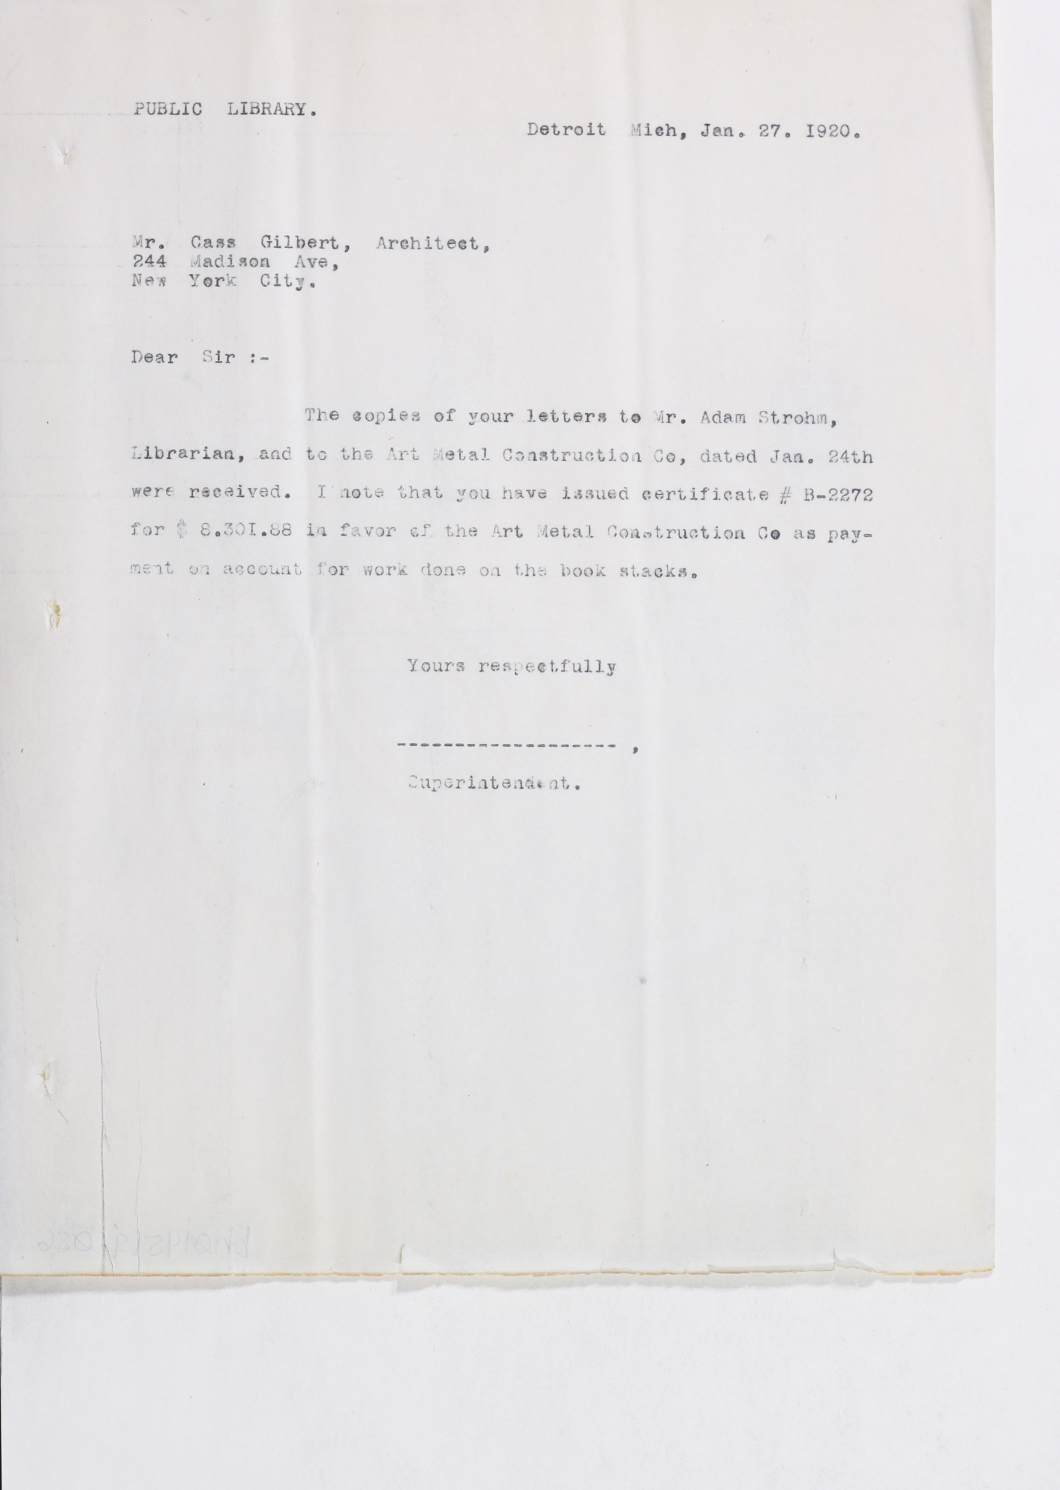 PUBLIC LIBRARY.
Detroit Mich, Jan. 27. 1920.
Mr. Cass Gilbert, Architect,
244 Madison Ave,
New York City.
Dear Sir :-
The copies of your letters to Mr. Adam Strohm,
Librarian, and to the Art Metal Construction Co, dated Jan. 24th
were received. I note that you have issued certificate # B-2272
for $ 8.301.88 in favor of the Art Metal Construction Co as pay-
ment on account for work done on the book stacks.
Yours respectfully
------------------- ,
Superintendent.